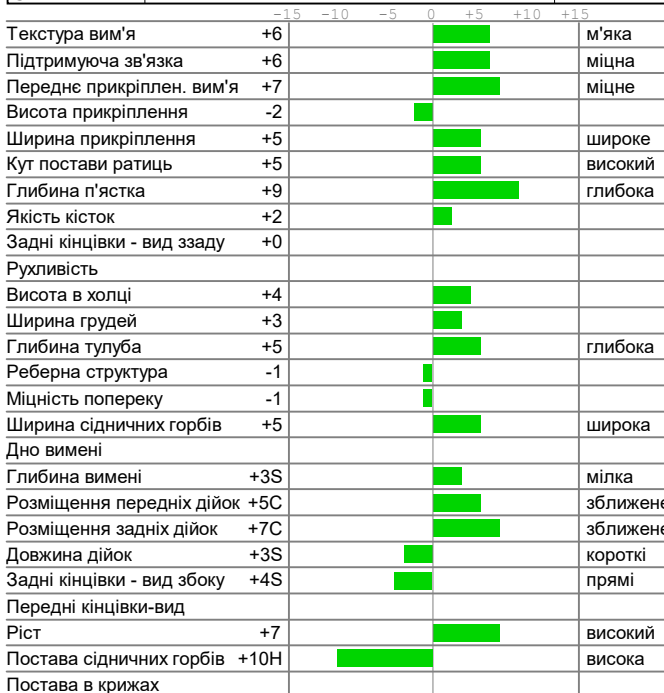 -15 -10 -5 0 +5 +10 +15
Текстура вим'я +6 м'яка
Підтримуюча зв'язка +6 міцна
Переднє прикріплен. вим'я +7 міцне
Висота прикріплення -2
Ширина прикріплення +5 широке
Кут постави ратиць +5 високий
Глибина п'ястка +9 глибока
Якість кісток +2
Задні кінцівки - вид ззаду +0
Рухливість
Висота в холці +4
Ширина грудей +3
Глибина тулуба +5 глибока
Реберна структура -1
Міцність попереку -1
Ширина сідничних горбів +5 широка
Дно вимені
Глибина вимені +3S мілка
Розміщення передніх дійок +5C зближене
Розміщення задніх дійок +7C зближене
Довжина дійок +3S короткі
Задні кінцівки - вид збоку +4S прямі
Передні кінцівки-вид
Ріст +7 високий
Постава сідничних горбів +10H висока
Постава в крижах